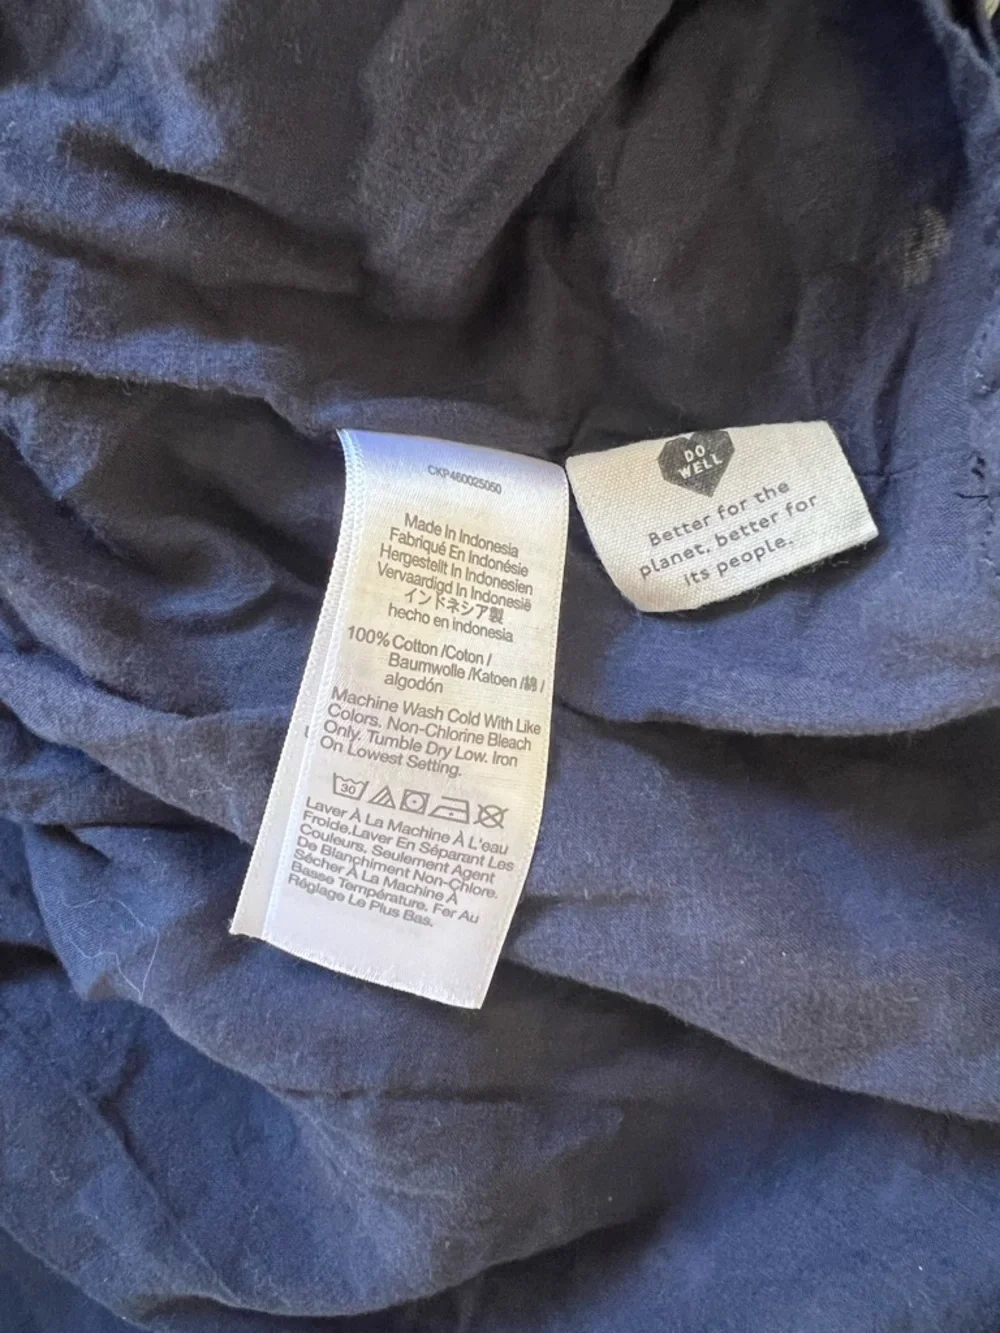 CKP460025050
Made In Indonesia
Fabriqué En Indonésie
Hergestellt In Indonesien
Vervaardigd In Indonesië
インドネシア製
hecho en indonesia
100% Cotton /Coton /
Baumwolle /Katoen /綿 /
algodón
Machine Wash Cold With Like
Colors. Non-Chlorine Bleach
Only. Tumble Dry Low. Iron
On Lowest Setting.
30
Laver À La Machine À L'eau
Froide.Laver En Séparant Les
Couleurs. Seulement Agent
De Blanchiment Non-Chlore.
Sécher À La Machine À
Basse Température. Fer Au
Réglage Le Plus Bas.
DO
WELL
Better for the
planet, better for
its people.